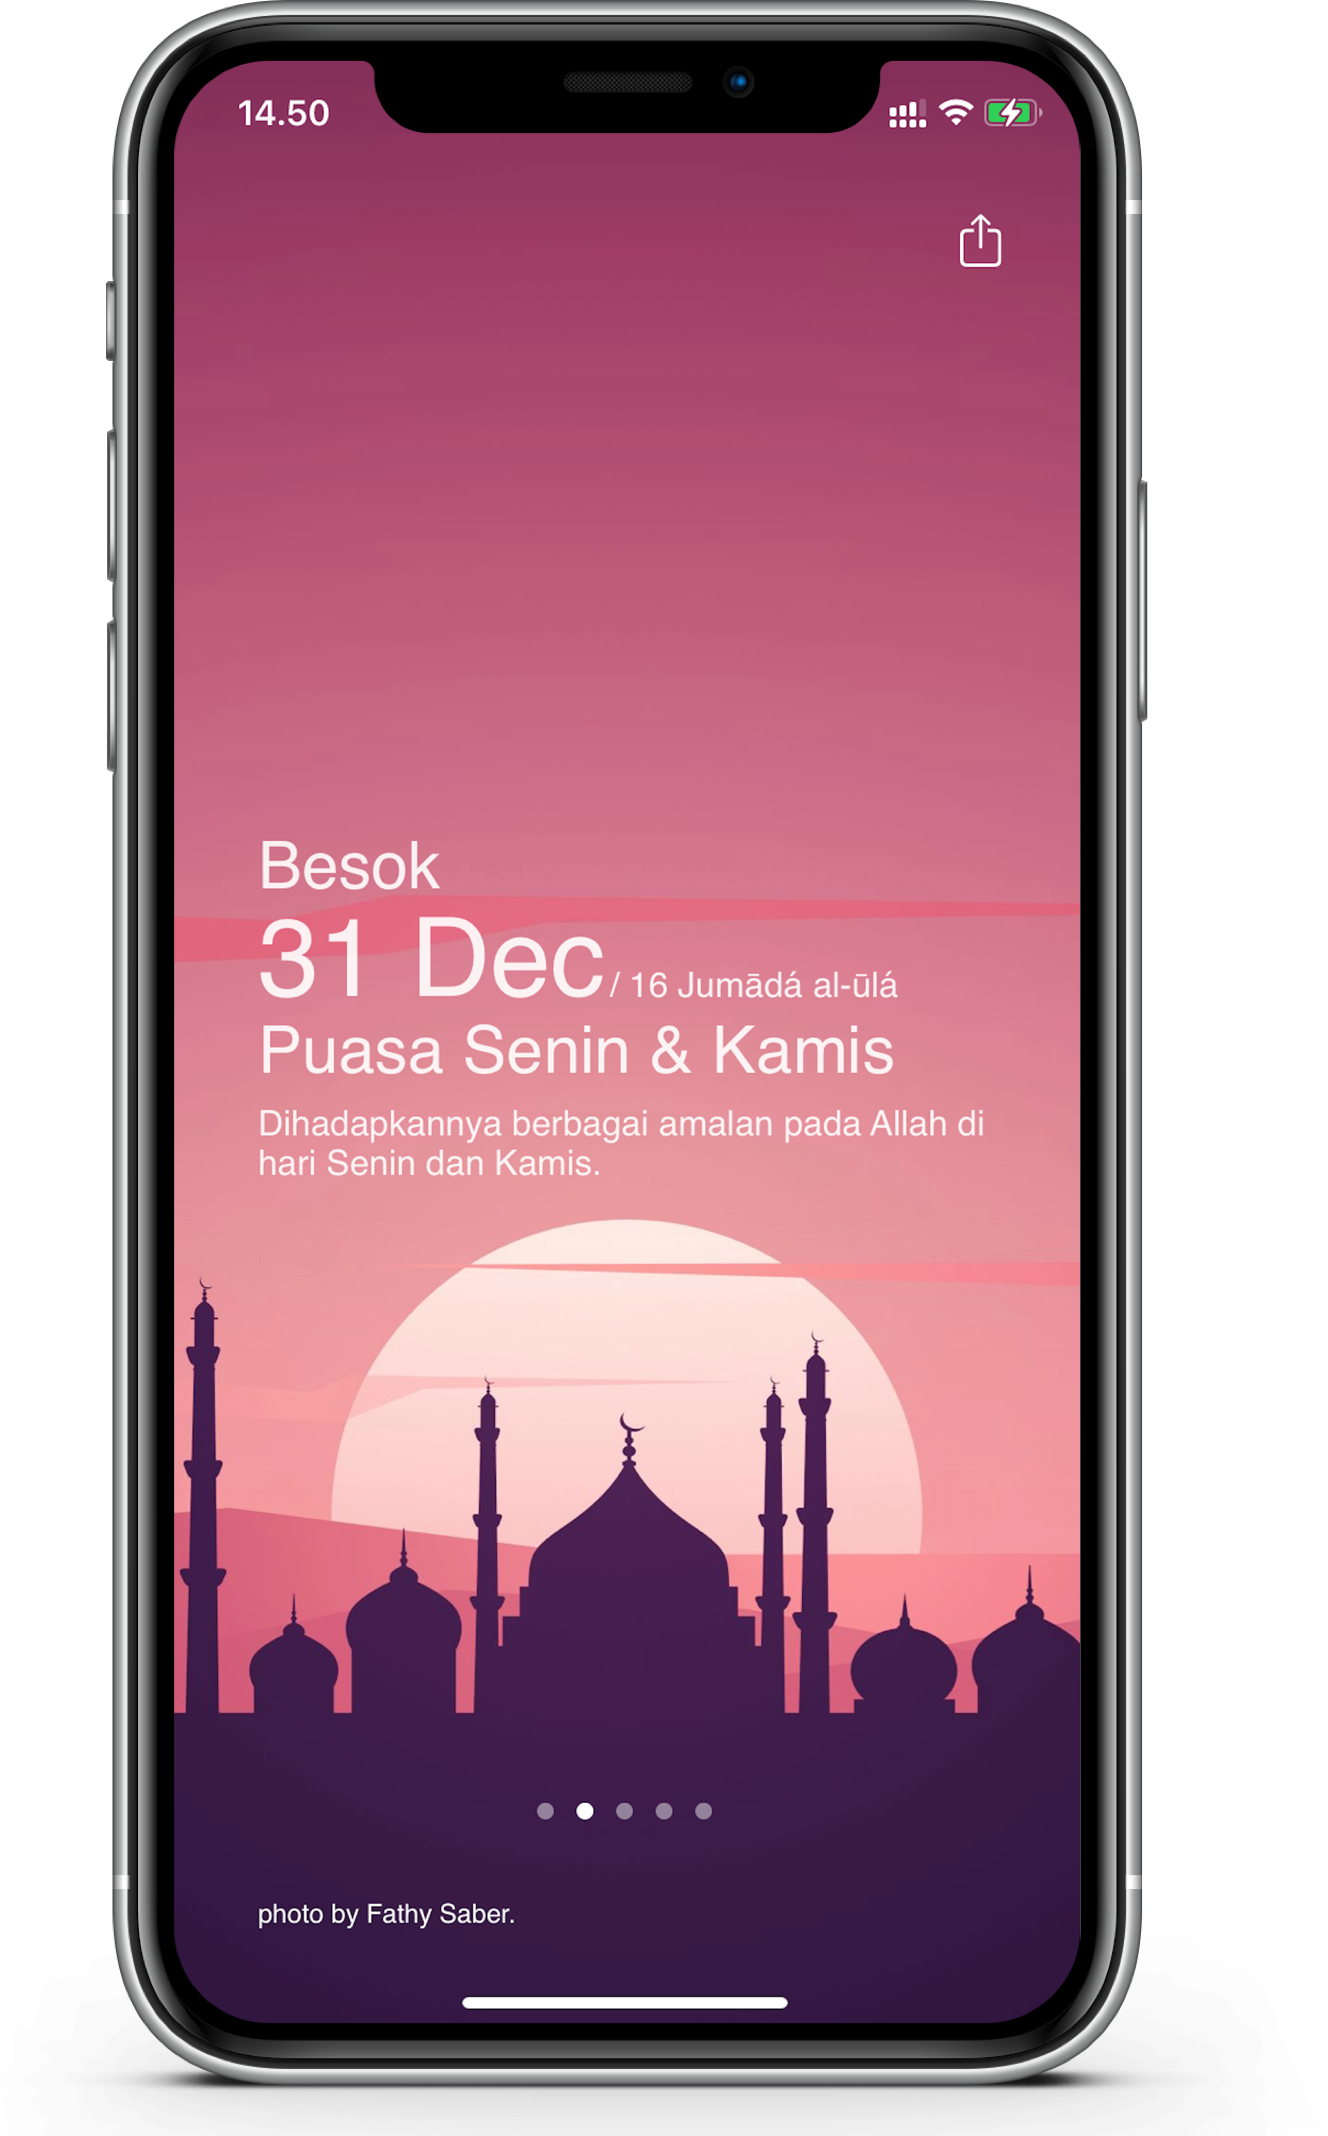 14.50
Besok
31 Dec / 16 Jumādá al-ūlá
Puasa Senin & Kamis
Dihadapkannya berbagai amalan pada Allah di
hari Senin dan Kamis.
photo by Fathy Saber.